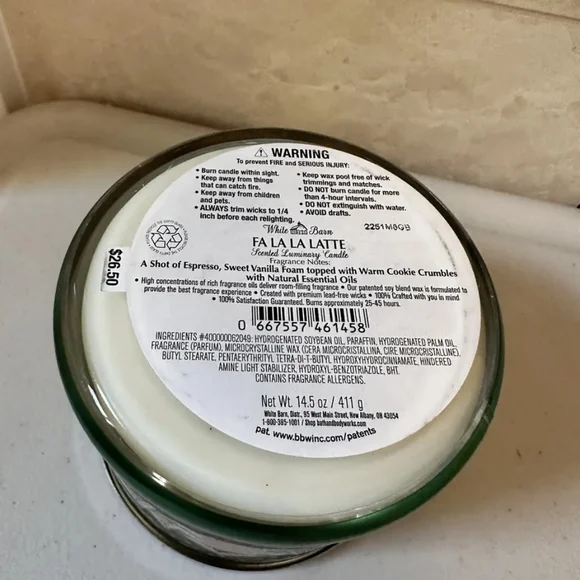 ⚠ WARNING
To prevent FIRE and SERIOUS INJURY:
• Burn candle within sight.
• Keep away from things
that can catch fire.
• Keep away from children
and pets.
• ALWAYS trim wicks to 1/4
inch before each relighting.
• Keep wax pool free of wick
trimmings and matches.
• DO NOT burn candle for more
than 4-hour intervals.
• DO NOT extinguish with water.
• AVOID drafts.
2251M8GB
White Barn
FA LA LA LATTE
Scented Luminary Candle
Fragrance Notes:
A Shot of Espresso, Sweet Vanilla Foam topped with Warm Cookie Crumbles
with Natural Essential Oils
• High concentrations of rich fragrance oils deliver room-filling fragrance • Our patented soy blend wax is formulated to
provide the best fragrance experience • Created with premium lead-free wicks • 100% Crafted with you in mind
• 100% Satisfaction Guaranteed. Burns approximately 25-45 hours.
0 667557 461458
INGREDIENTS #40000062049: HYDROGENATED SOYBEAN OIL, PARAFFIN, HYDROGENATED PALM OIL,
FRAGRANCE (PARFUM), MICROCRYSTALLINE WAX (CERA MICROCRISTALLINA, CIRE MICROCRISTALLINE),
BUTYL STEARATE, PENTAERYTHRITYL TETRA-DI-T-BUTYL HYDROXYHYDROCINNAMATE, HINDERED
AMINE LIGHT STABILIZER, HYDROXYL-BENZOTRIAZOLE, BHT.
CONTAINS FRAGRANCE ALLERGENS.
Net Wt. 14.5 oz / 411 g
White Barn, Distr., 95 West Main Street, New Albany, OH 43054
1-800-395-1001 / Shop bathandbodyworks.com
pat. www.bbwinc.com/patents
$26.50